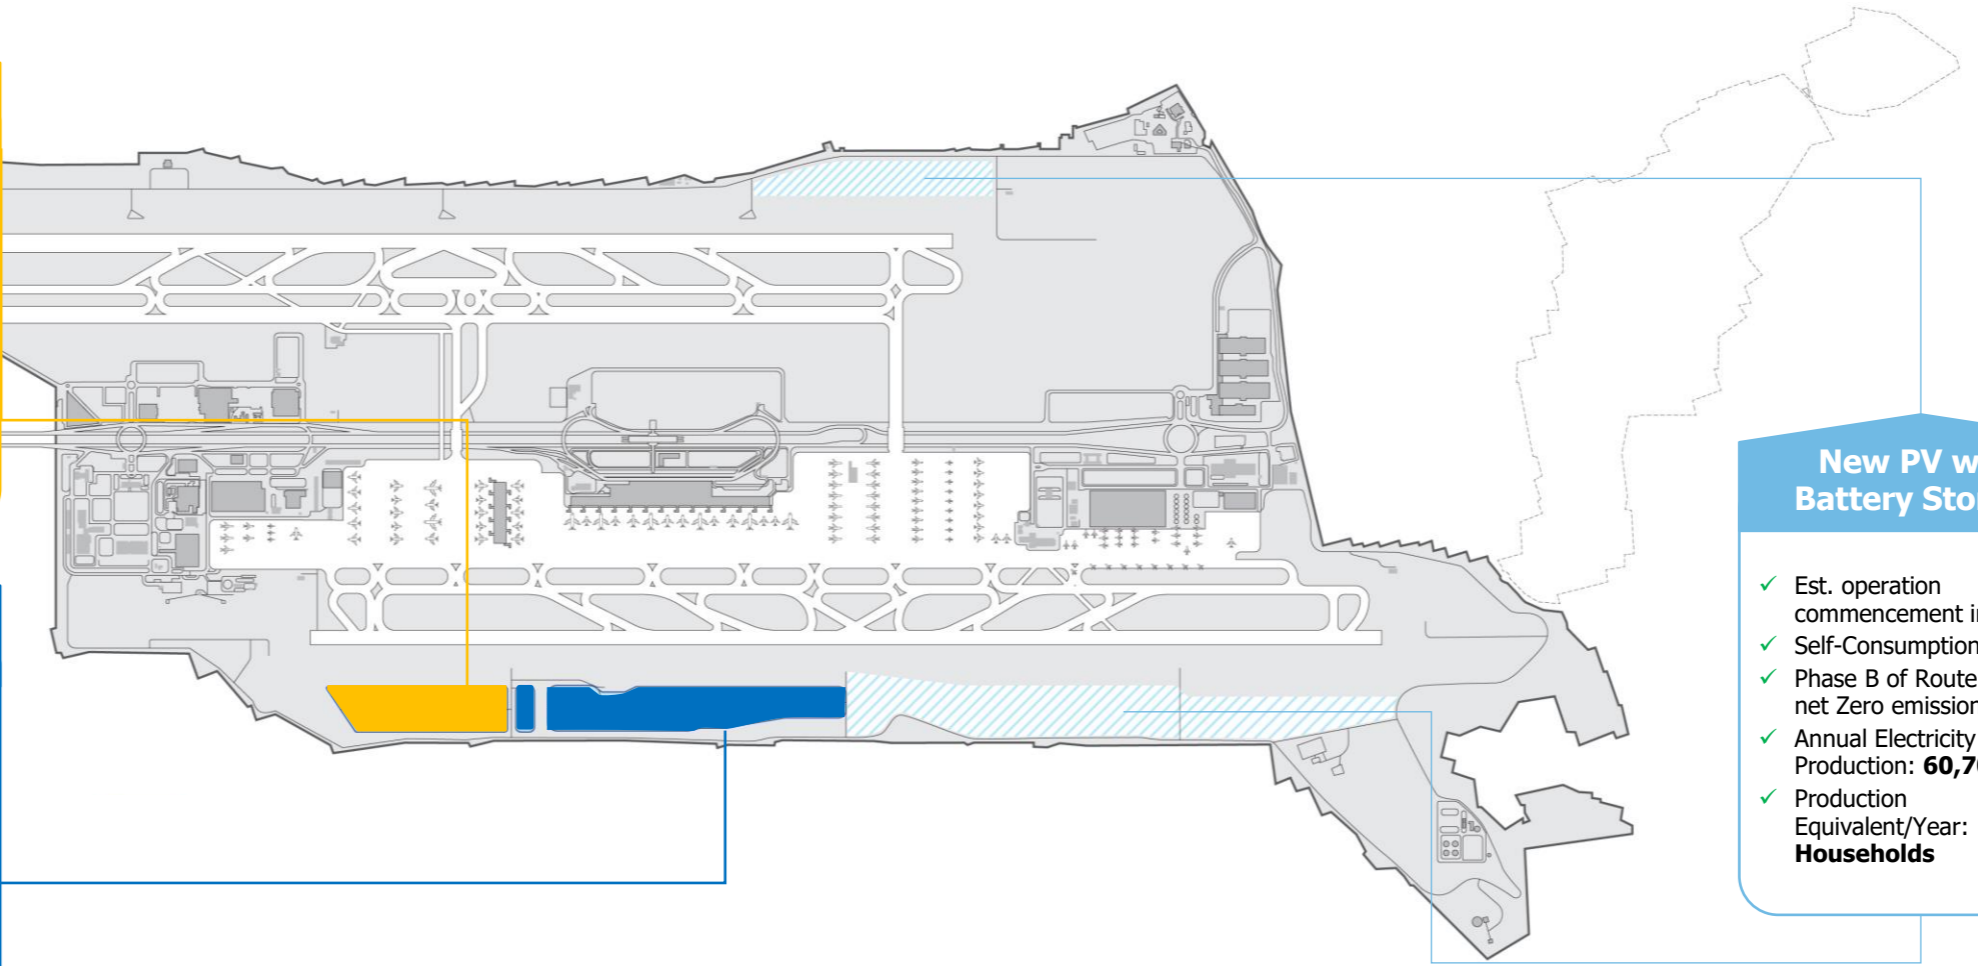 New PV w
Battery Sto
✓ Est. operation
commencement i
✓ Self-Consumption
✓ Phase B of Route
net Zero emission
✓ Annual Electricity
Production: 60,7
✓ Production
Equivalent/Year:
Households